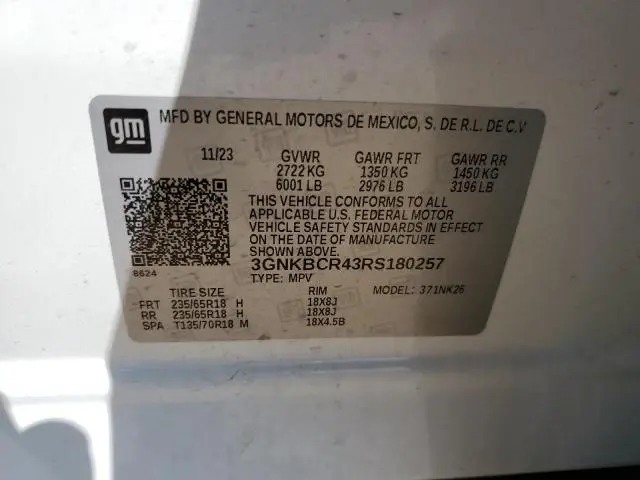 gm MFD BY GENERAL MOTORS DE MEXICO, S. DE R.L. DE C.V
11/23 GVWR GAWR FRT GAWR RR
2722 KG 1350 KG 1450 KG
6001 LB 2976 LB 3196 LB
THIS VEHICLE CONFORMS TO ALL
APPLICABLE U.S. FEDERAL MOTOR
VEHICLE SAFETY STANDARDS IN EFFECT
ON THE DATE OF MANUFACTURE
SHOWN ABOVE.
8624 3GNKBCR43RS180257
TYPE: MPV MODEL: 371NK26
TIRE SIZE RIM
FRT 235/65R18 H 18X8J
RR 235/65R18 H 18X8J
SPA T135/70R18 M 18X4.5B